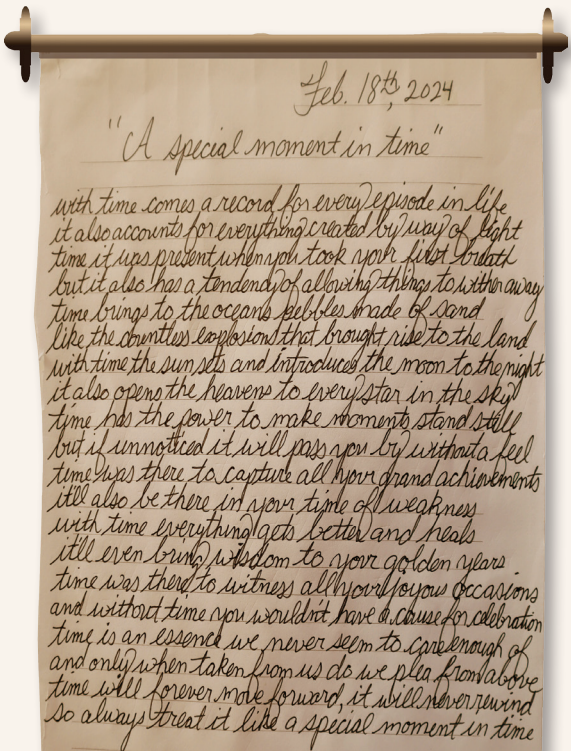 Feb. 18th, 2024
"A special moment in time"
with time comes a record for every episode in life
it also accounts for everything created by way of light
time it was present when you took your first breath
but it also has a tendency of allowing things to wither away
time brings to the oceans pebbles made of sand
like the countless explosions that brought rise to the land
with time the sun sets and introduces the moon to the night
it also opens the heavens to every star in the sky
time has the power to make moments stand still
but if unnoticed it will pass you by without a feel
time was there to capture all your grand achievements
itll also be there in your time of weakness
with time everything gets better and heals
it'll even bring wisdom to your golden years
time was there to witness all your joyous occasions
and without time you wouldn't have a cause for celebration
time is an essence we never seem to care enough of
and only when taken from us do we plea from above
time will forever move forward, it will never rewind
so always treat it like a special moment in time